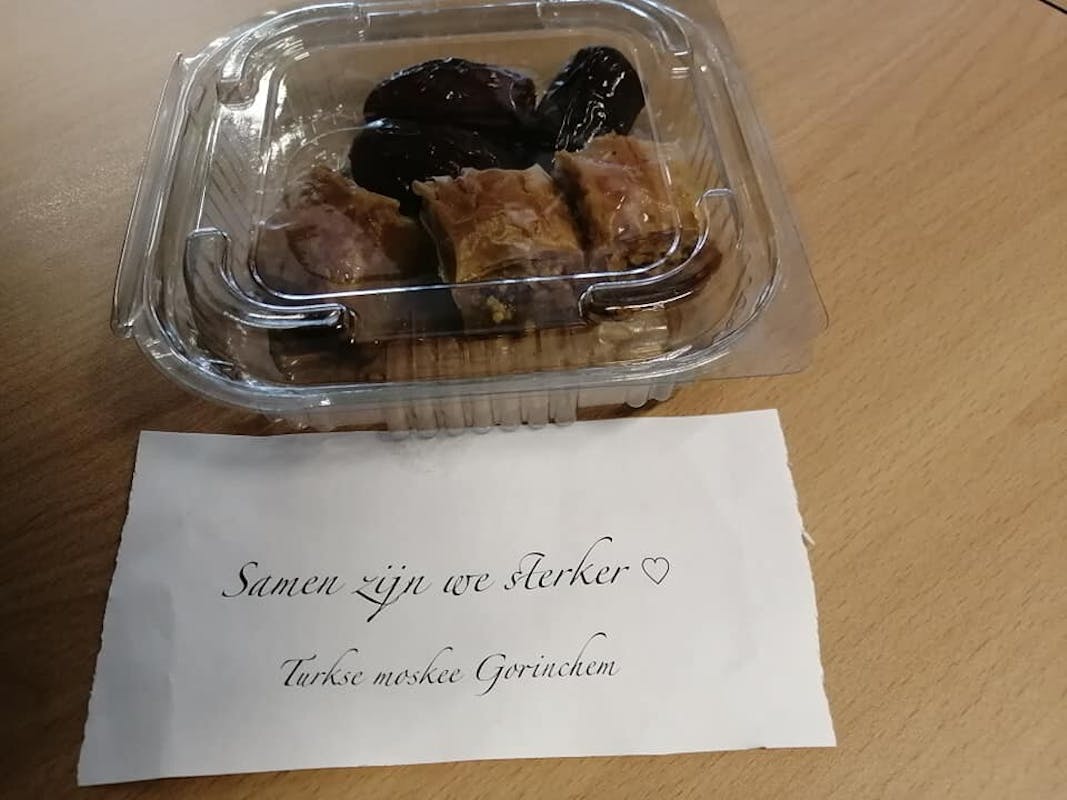 Samen zijn we sterker ♡
Turkse moskee Gorinchem